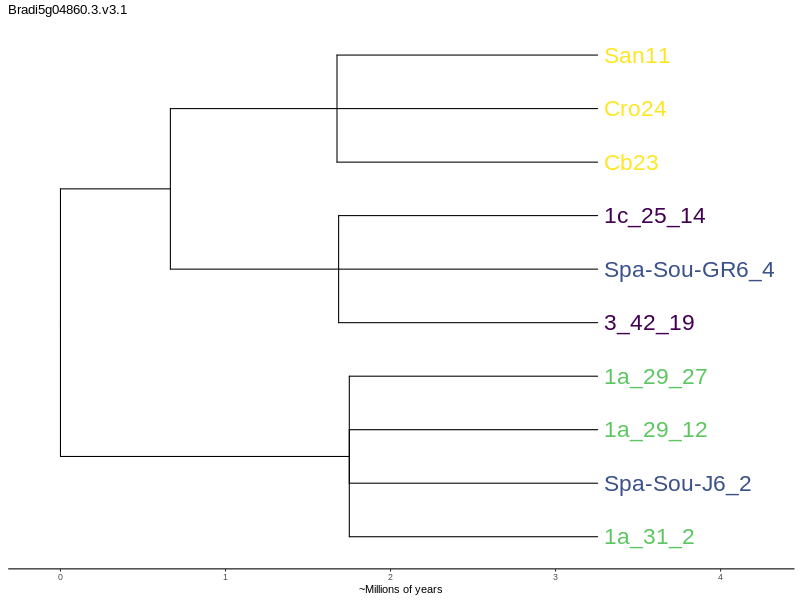 Bradi5g04860.3.v3.1
San11
Cro24
Cb23
1c_25_14
Spa-Sou-GR6_4
3_42_19
1a_29_27
1a_29_12
Spa-Sou-J6_2
1a_31_2
0 1 2 3 4
~Millions of years